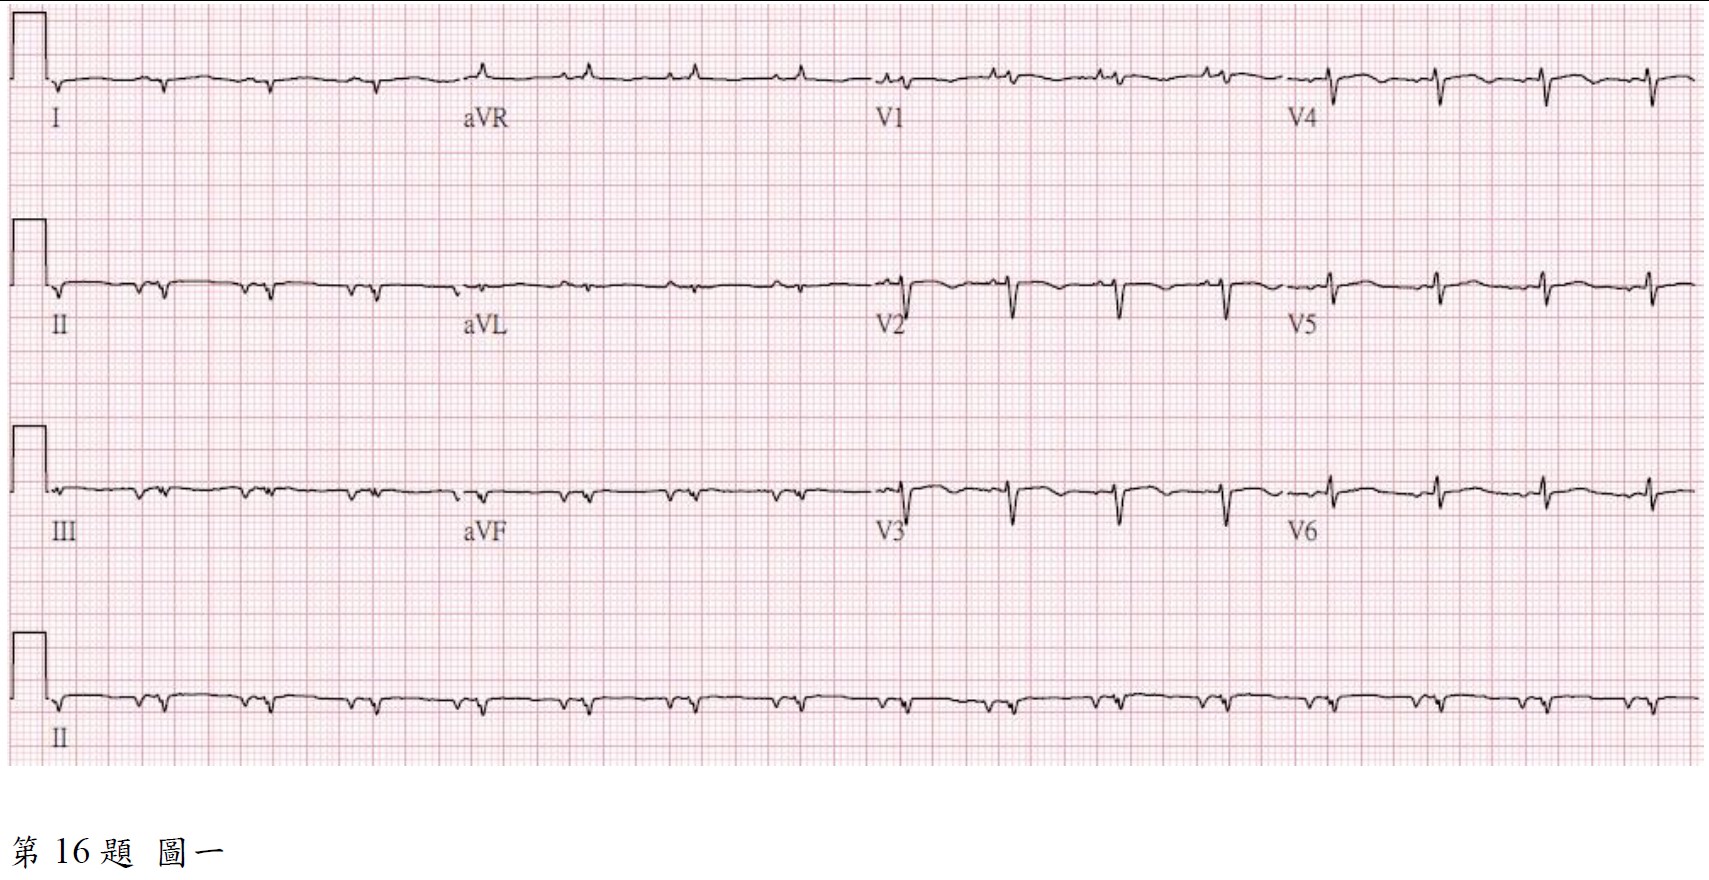 I aVR V1 V4
II aVL V2 V5
III aVF V3 V6
II
第 16 題 圖一